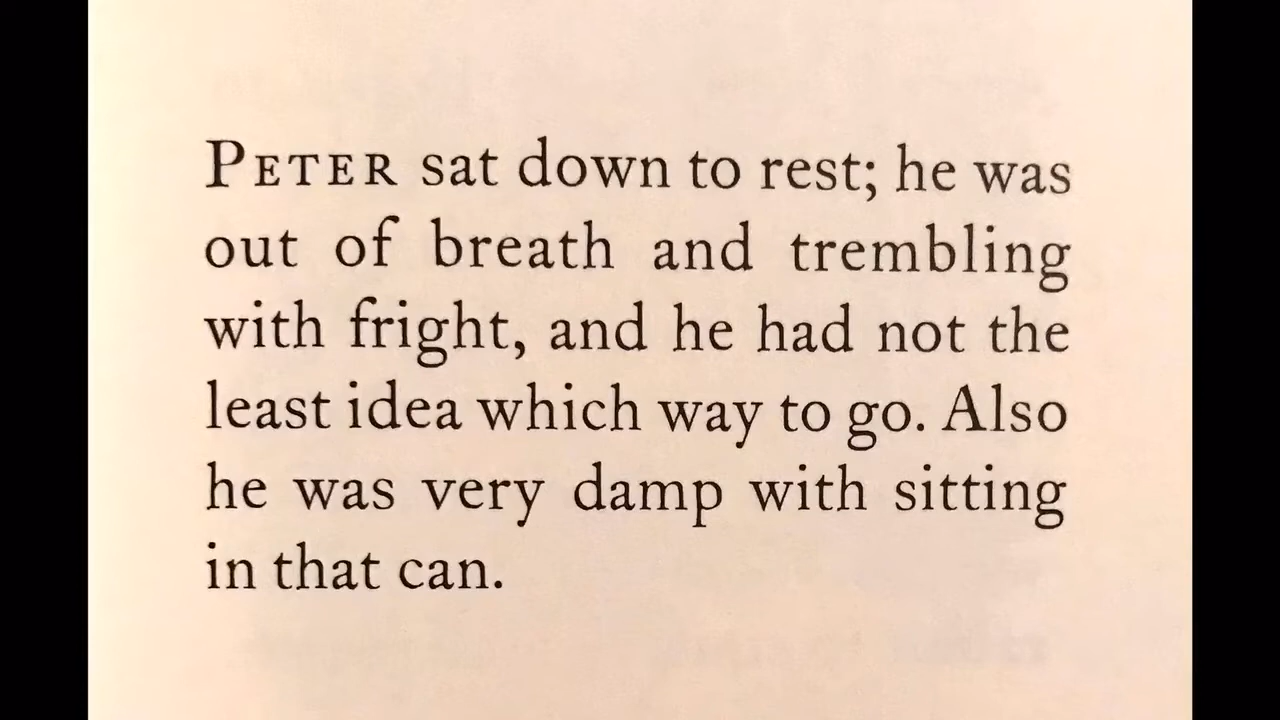 PETER sat down to rest; he was
out of breath and trembling
with fright, and he had not the
least idea which way to go. Also
he was very damp with sitting
in that can.